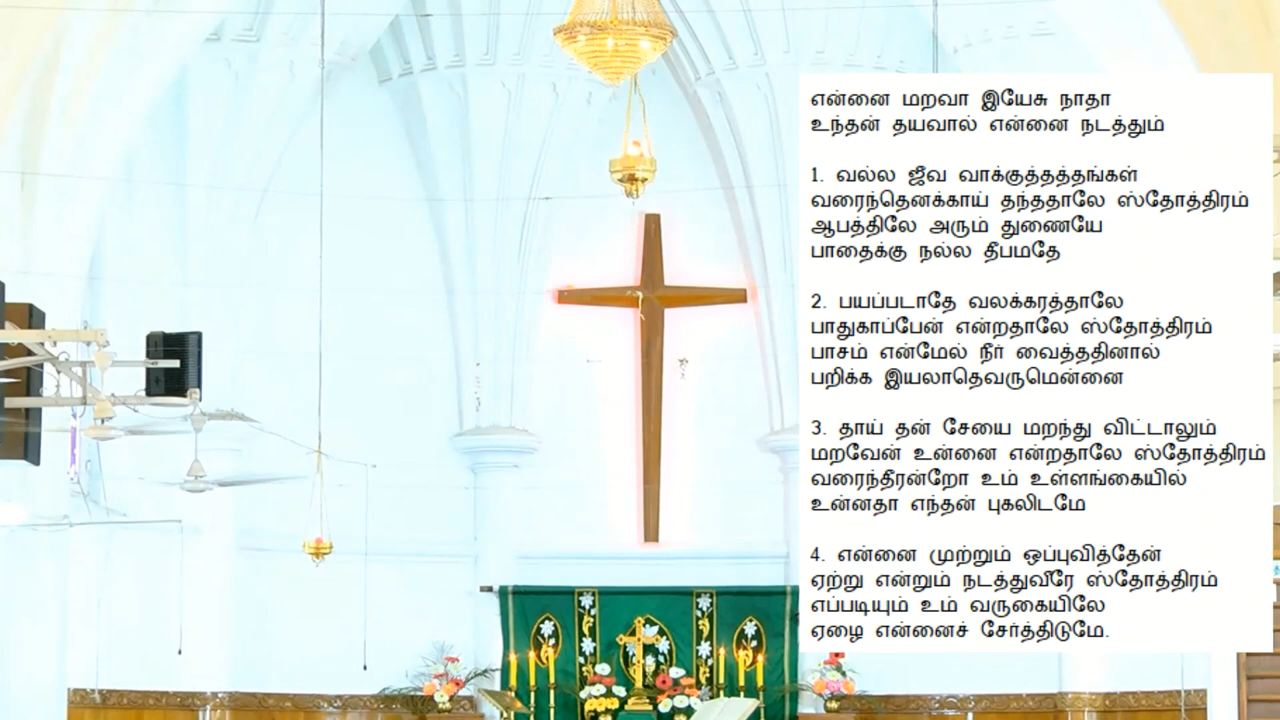 என்னை மறவா இயேசு நாதா
உந்தன் தயவால் என்னை நடத்தும்
1. வல்ல ஜீவ வாக்குத்தத்தங்கள்
வரைந்தெனக்காய் தந்ததாலே ஸ்தோத்திரம்
ஆபத்திலே அரும் துணையே
பாதைக்கு நல்ல தீபமதே
2. பயப்படாதே வலக்கரத்தாலே
பாதுகாப்பேன் என்றதாலே ஸ்தோத்திரம்
பாசம் என்மேல் நீர் வைத்ததினால்
பறிக்க இயலாதெவருமென்னை
3. தாய் தன் சேயை மறந்து விட்டாலும்
மறவேன் உன்னை என்றதாலே ஸ்தோத்திரம்
வரைந்தீரன்றோ உம் உள்ளங்கையில்
உன்னதா எந்தன் புகலிடமே
4. என்னை முற்றும் ஒப்புவித்தேன்
ஏற்று என்றும் நடத்துவீரே ஸ்தோத்திரம்
எப்படியும் உம் வருகையிலே
ஏழை என்னைச் சேர்த்திடுமே.